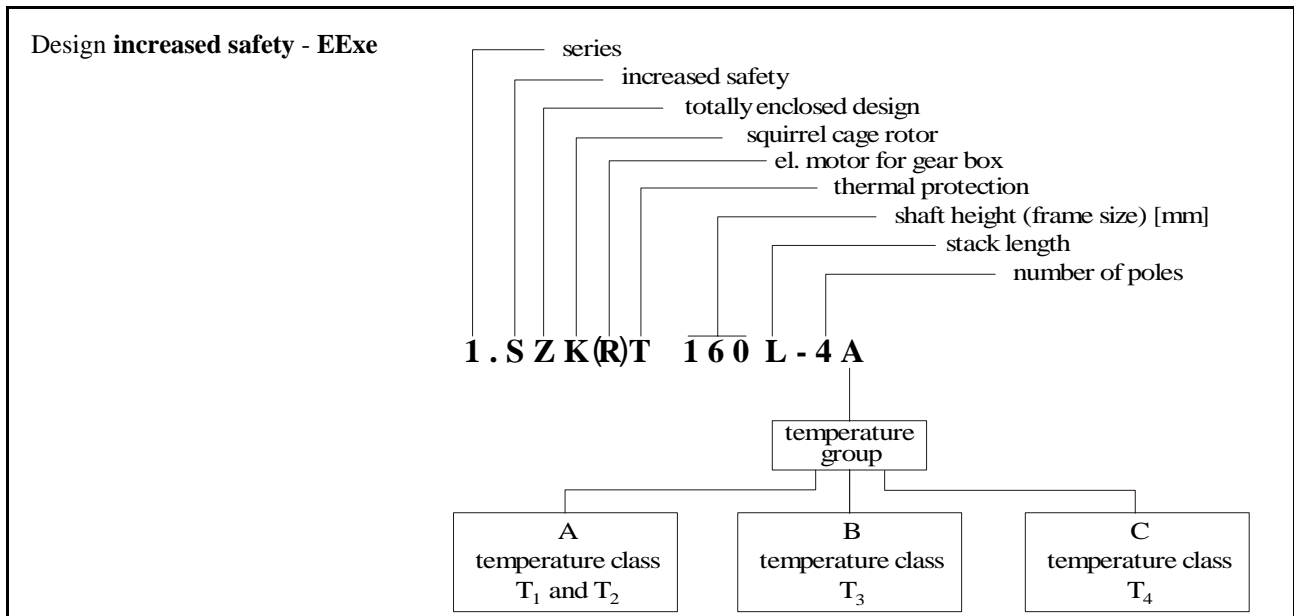 Design increased safety - EExe
series
increased safety
totally enclosed design
squirrel cage rotor
el. motor for gear box
thermal protection
shaft height (frame size) [mm]
stack length
number of poles
1 . S Z K (R) T 1 6 0 L - 4 A
temperature
group
A
temperature class
T₁ and T₂
B
temperature class
T₃
C
temperature class
T₄